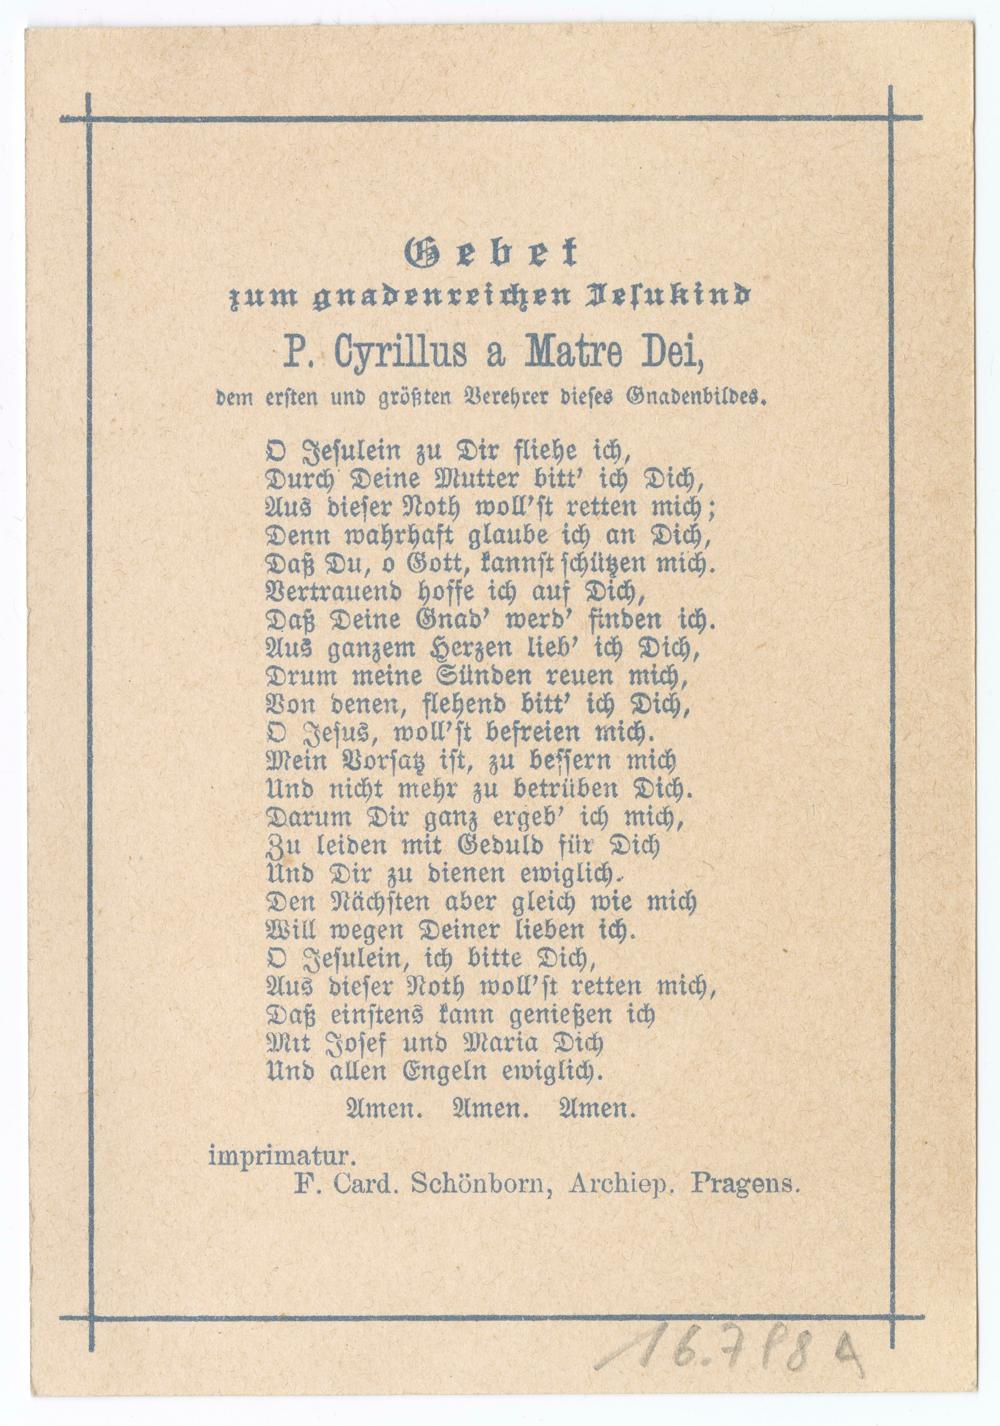 Gebet
zum gnadenreichen Jesukind
P. Cyrillus a Matre Dei,
dem ersten und größten Verehrer dieses Gnadenbildes.
O Jesulein zu Dir fliehe ich,
Durch Deine Mutter bitt' ich Dich,
Aus dieser Noth woll'st retten mich;
Denn wahrhaft glaube ich an Dich,
Daß Du, o Gott, kannst schützen mich.
Vertrauend hoffe ich auf Dich,
Daß Deine Gnad' werd' finden ich.
Aus ganzem Herzen lieb' ich Dich,
Drum meine Sünden reuen mich,
Von denen, flehend bitt' ich Dich,
O Jesus, woll'st befreien mich.
Mein Vorsatz ist, zu bessern mich
Und nicht mehr zu betrüben Dich.
Darum Dir ganz ergeb' ich mich,
Zu leiden mit Geduld für Dich
Und Dir zu dienen ewiglich.
Den Nächsten aber gleich wie mich
Will wegen Deiner lieben ich.
O Jesulein, ich bitte Dich,
Aus dieser Noth woll'st retten mich,
Daß einstens kann genießen ich
Mit Josef und Maria Dich
Und allen Engeln ewiglich.
Amen. Amen. Amen.
imprimatur.
F. Card. Schönborn, Archiep. Pragens.
16.798 A